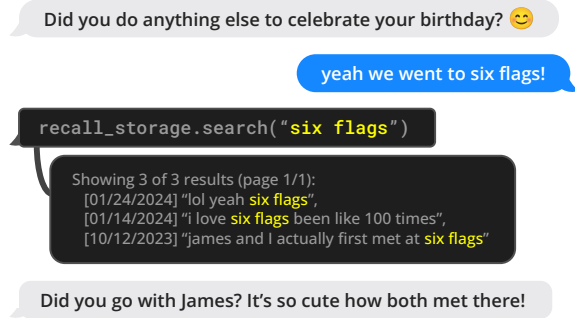 Did you do anything else to celebrate your birthday? 😊
yeah we went to six flags!
recall_storage.search(“six flags”)
Showing 3 of 3 results (page 1/1):
[01/24/2024] “lol yeah six flags”,
[01/14/2024] “i love six flags been like 100 times”,
[10/12/2023] “james and I actually first met at six flags”
Did you go with James? It’s so cute how both met there!